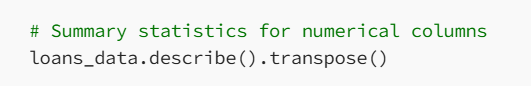 # Summary statistics for numerical columns
loans_data.describe().transpose()